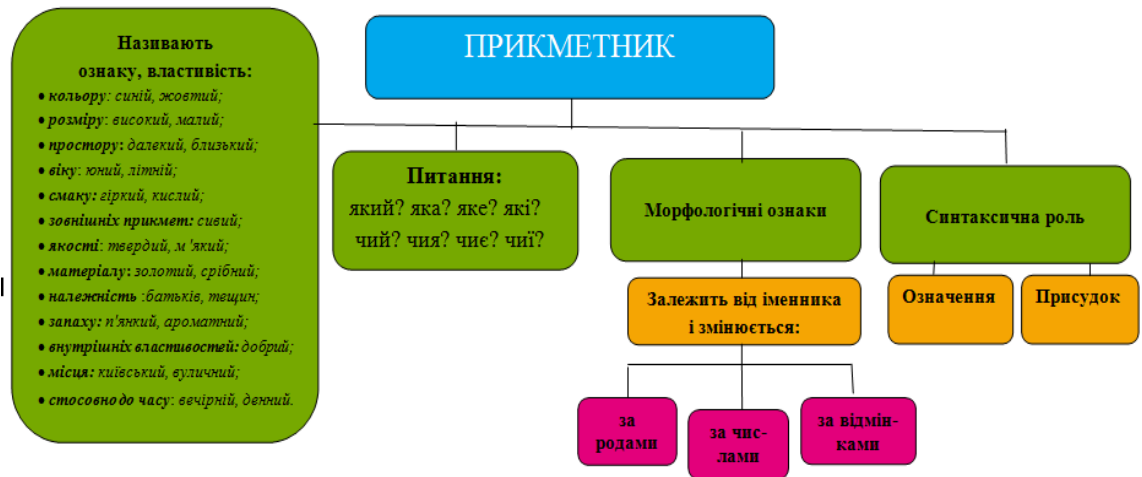 ПРИКМЕТНИК
Називають
ознаку, властивість:
• кольору: синій, жовтий;
• розміру: високий, малий;
• простору: далекий, близький;
• віку: юний, літній;
• смаку: гіркий, кислий;
• зовнішніх прикмет: сивий;
• якості: твердий, м 'який;
• матеріалу: золотий, срібний;
• належність :батьків, тещин;
• запаху: п'янкий, ароматний;
• внутрішніх властивостей: добрий;
• місця: київський, вуличний;
• стосовно до часу: вечірній, денний.
Питання:
який? яка? яке? які?
чий? чия? чиє? чиї?
Морфологічні ознаки
Залежить від іменника
і змінюється:
за
родами
за чис-
лами
за відмін-
ками
Синтаксична роль
Означення
Присудок